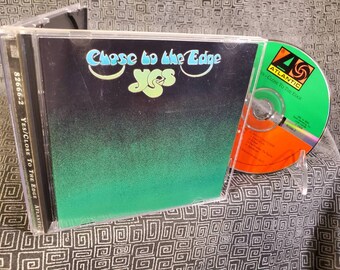 Close to the Edge
Yes
82666-2
YES/CLOSE TO THE EDGE
ATLANTIC